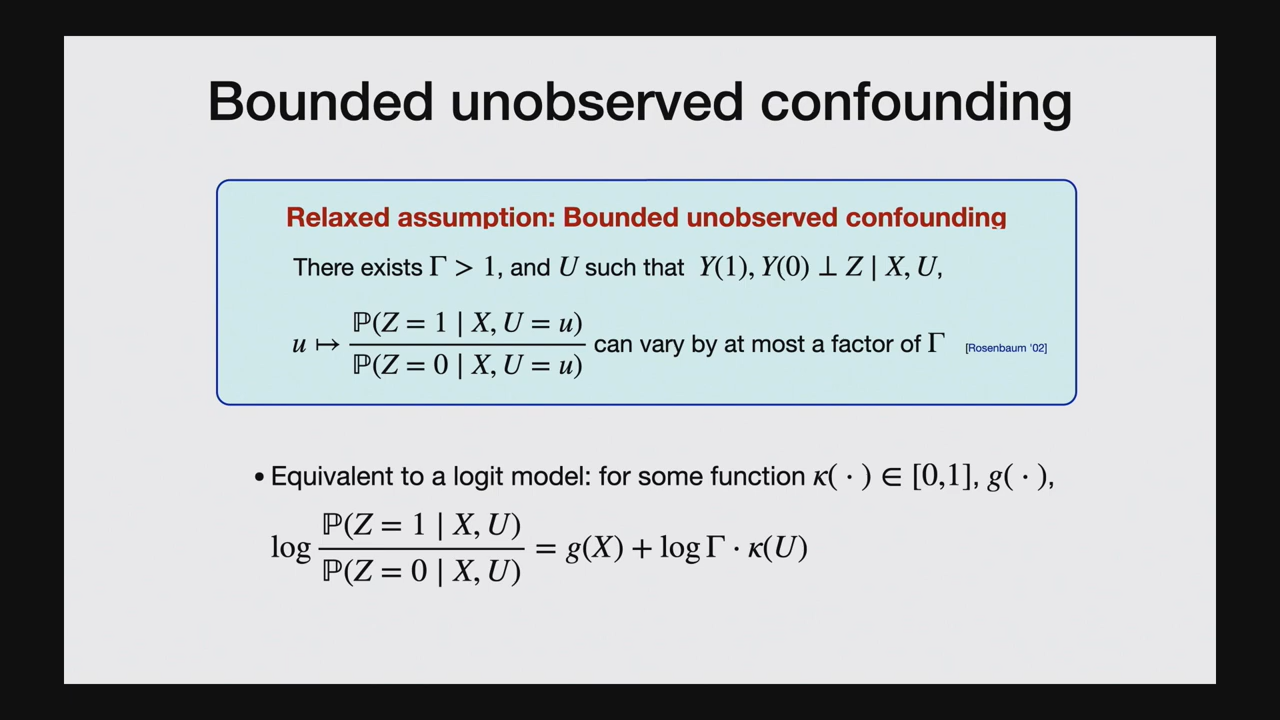 Bounded unobserved confounding
Relaxed assumption: Bounded unobserved confounding
There exists Γ > 1, and U such that Y(1), Y(0) ⊥ Z | X, U,
u ↦ ℙ(Z = 1 | X, U = u) / ℙ(Z = 0 | X, U = u) can vary by at most a factor of Γ [Rosenbaum '02]
• Equivalent to a logit model: for some function κ( · ) ∈ [0,1], g( · ),
log ℙ(Z = 1 | X, U) / ℙ(Z = 0 | X, U) = g(X) + log Γ · κ(U)